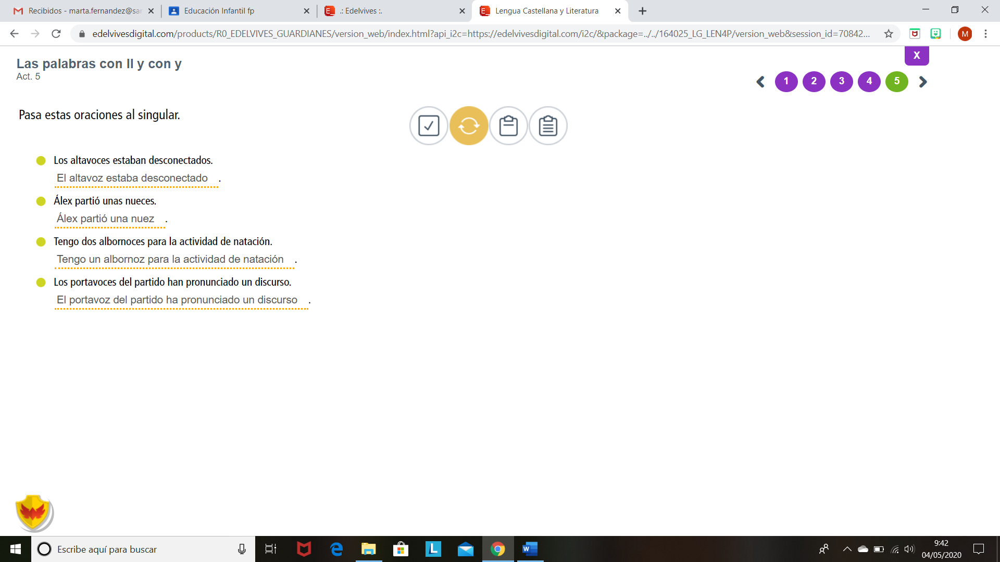 Recibidos - marta.fernandez@sa
Educación Infantil fp
.: Edelvives :.
Lengua Castellana y Literatura
edelvivesdigital.com/products/R0_EDELVIVES_GUARDIANES/version_web/index.html?api_i2c=https://edelvivesdigital.com/i2c/&package=../../164025_LG_LEN4P/version_web&session_id=70842...
M
X
Las palabras con ll y con y
Act. 5
1 2 3 4 5
Pasa estas oraciones al singular.
Los altavoces estaban desconectados.
El altavoz estaba desconectado .
Álex partió unas nueces.
Álex partió una nuez .
Tengo dos albornoces para la actividad de natación.
Tengo un albornoz para la actividad de natación .
Los portavoces del partido han pronunciado un discurso.
El portavoz del partido ha pronunciado un discurso .
Escribe aquí para buscar
L
W
9:42
04/05/2020